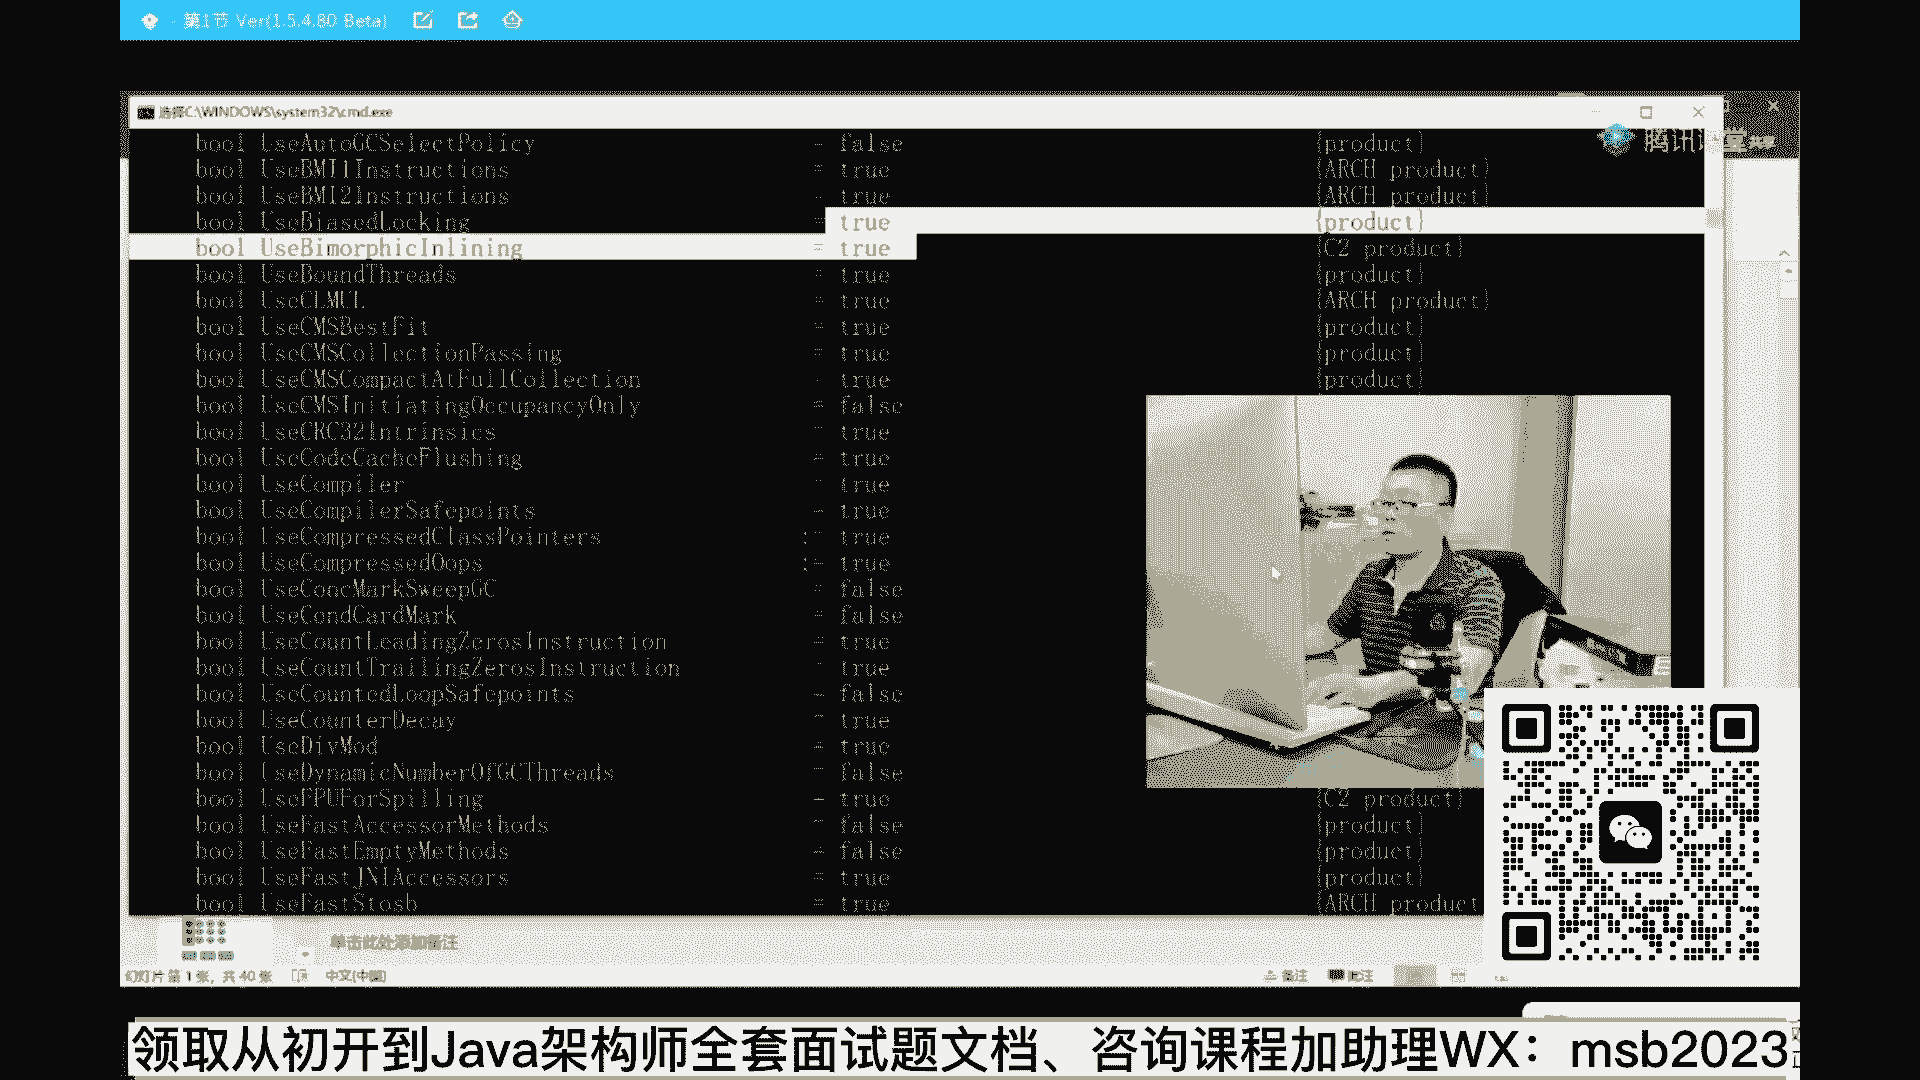 第1节 Ver(1.5.4.80 Beta)
选择C:\WINDOWS\system32\cmd.exe
腾讯课堂
共享
bool UseAutoGCSelectPolicy = false {product}
bool UseBMI1Instructions = true {ARCH product}
bool UseBMI2Instructions = true {ARCH product}
bool UseBiasedLocking = true {product}
bool UseBimorphicInlining = true {C2 product}
bool UseBoundThreads = true {product}
bool UseCLMUL = true {ARCH product}
bool UseCMSBestFit = true {product}
bool UseCMSCollectionPassing = true {product}
bool UseCMSCompactAtFullCollection = true {product}
bool UseCMSInitiatingOccupancyOnly = false
bool UseCRC32Intrinsics = true
bool UseCodeCacheFlushing = true
bool UseCompiler = true
bool UseCompilerSafepoints = true
bool UseCompressedClassPointers := true
bool UseCompressedOops := true
bool UseConcMarkSweepGC = false
bool UseCondCardMark = false
bool UseCountLeadingZerosInstruction = true
bool UseCountTrailingZerosInstruction = true
bool UseCountedLoopSafepoints = false
bool UseCounterDecay = true
bool UseDivMod = true
bool UseDynamicNumberOfGCThreads = false
bool UseFPUForSpilling = true {C2 product}
bool UseFastAccessorMethods = false {product}
bool UseFastEmptyMethods = false {product}
bool UseFastJNIAccessors = true {product}
bool UseFastStosb = true {ARCH product
单击此处添加备注
幻灯片 第 1 张，共 40 张 中文(中国) 备注 批注
领取从初开到Java架构师全套面试题文档、咨询课程加助理WX：msb2023